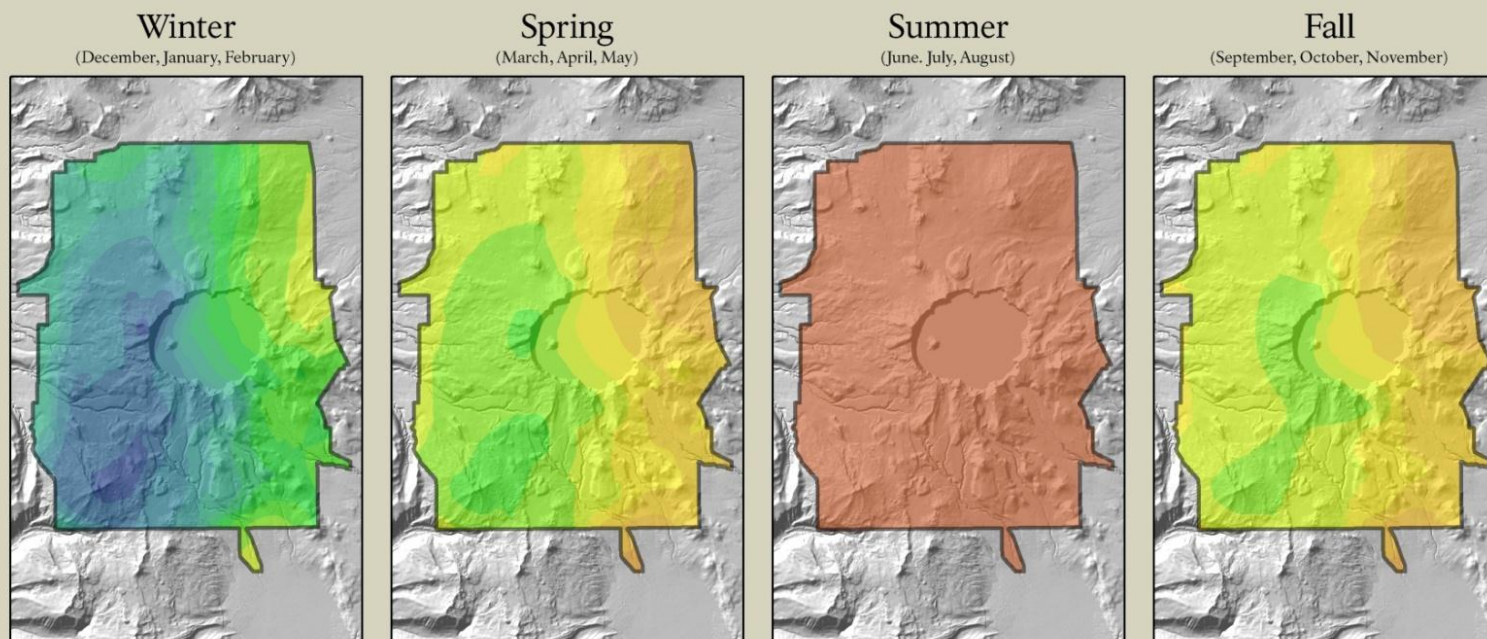 Winter
(December, January, February)
Spring
(March, April, May)
Summer
(June. July, August)
Fall
(September, October, November)